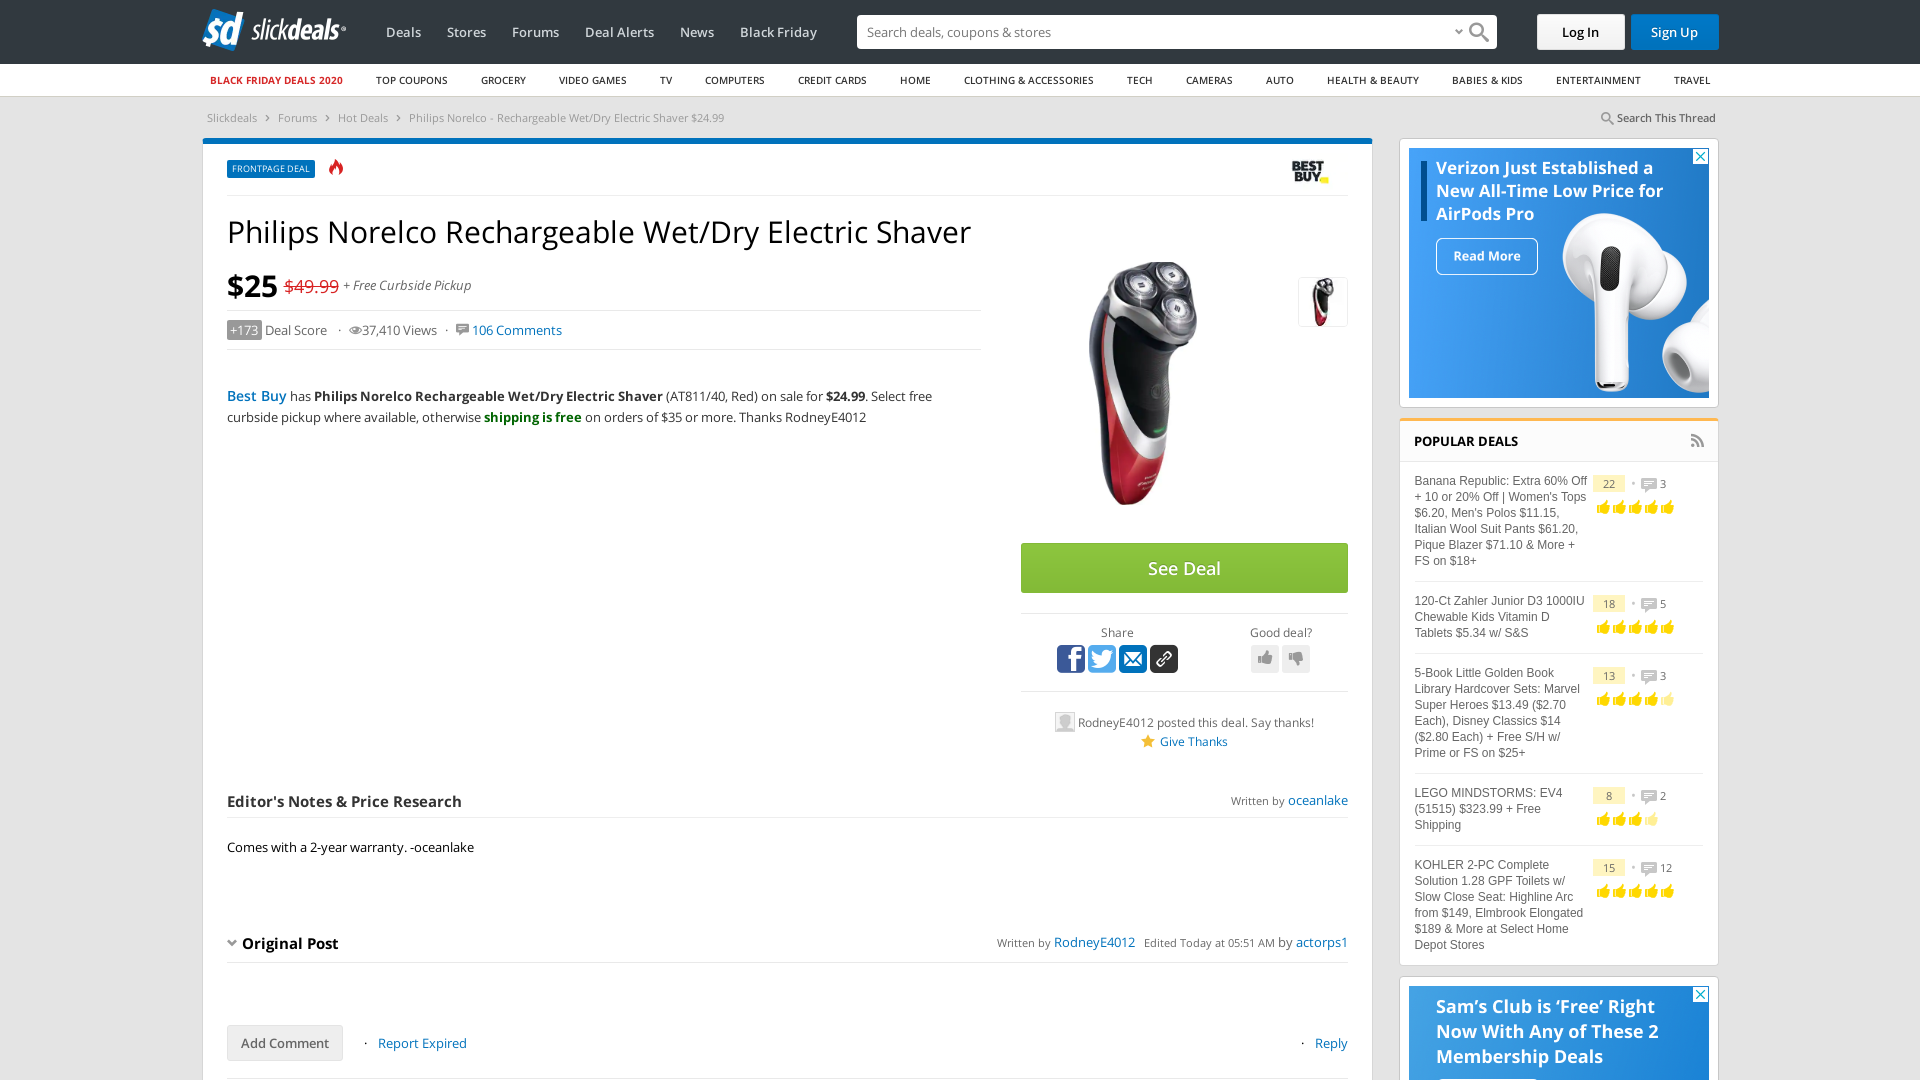 slickdeals
Deals
Stores
Forums
Deal Alerts
News
Black Friday
Search deals, coupons & stores
Log In
Sign Up
BLACK FRIDAY DEALS 2020
TOP COUPONS
GROCERY
VIDEO GAMES
TV
COMPUTERS
CREDIT CARDS
HOME
CLOTHING & ACCESSORIES
TECH
CAMERAS
AUTO
HEALTH & BEAUTY
BABIES & KIDS
ENTERTAINMENT
TRAVEL
Slickdeals > Forums > Hot Deals > Philips Norelco - Rechargeable Wet/Dry Electric Shaver $24.99
Search This Thread
FRONTPAGE DEAL
BEST BUY
Philips Norelco Rechargeable Wet/Dry Electric Shaver
$25 $49.99 + Free Curbside Pickup
+173 Deal Score · 37,410 Views · 106 Comments
Best Buy has Philips Norelco Rechargeable Wet/Dry Electric Shaver (AT811/40, Red) on sale for $24.99. Select free
curbside pickup where available, otherwise shipping is free on orders of $35 or more. Thanks RodneyE4012
See Deal
Share
Good deal?
RodneyE4012 posted this deal. Say thanks!
Give Thanks
Editor's Notes & Price Research
Written by oceanlake
Comes with a 2-year warranty. -oceanlake
Original Post
Written by RodneyE4012 Edited Today at 05:51 AM by actorps1
Add Comment
· Report Expired
· Reply
Verizon Just Established a
New All-Time Low Price for
AirPods Pro
Read More
POPULAR DEALS
Banana Republic: Extra 60% Off
+ 10 or 20% Off | Women's Tops
$6.20, Men's Polos $11.15,
Italian Wool Suit Pants $61.20,
Pique Blazer $71.10 & More +
FS on $18+
22 • 3
120-Ct Zahler Junior D3 1000IU
Chewable Kids Vitamin D
Tablets $5.34 w/ S&S
18 • 5
5-Book Little Golden Book
Library Hardcover Sets: Marvel
Super Heroes $13.49 ($2.70
Each), Disney Classics $14
($2.80 Each) + Free S/H w/
Prime or FS on $25+
13 • 3
LEGO MINDSTORMS: EV4
(51515) $323.99 + Free
Shipping
8 • 2
KOHLER 2-PC Complete
Solution 1.28 GPF Toilets w/
Slow Close Seat: Highline Arc
from $149, Elmbrook Elongated
$189 & More at Select Home
Depot Stores
15 • 12
Sam's Club is ‘Free’ Right
Now With Any of These 2
Membership Deals